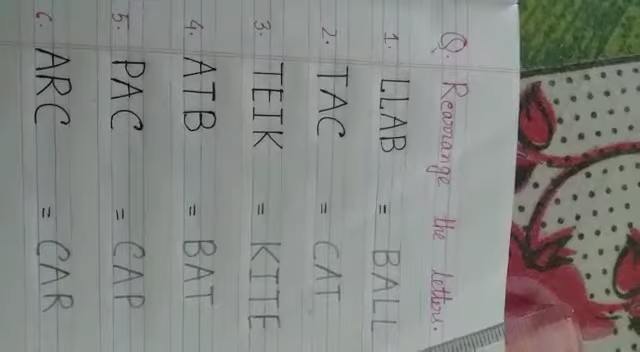 Q. Rearrange the letters.
1. LLAB = BALL
2. TAC = CAT
3. TEIK = KITE
4. ATB = BAT
5. PAC = CAP
6. ARC = CAR